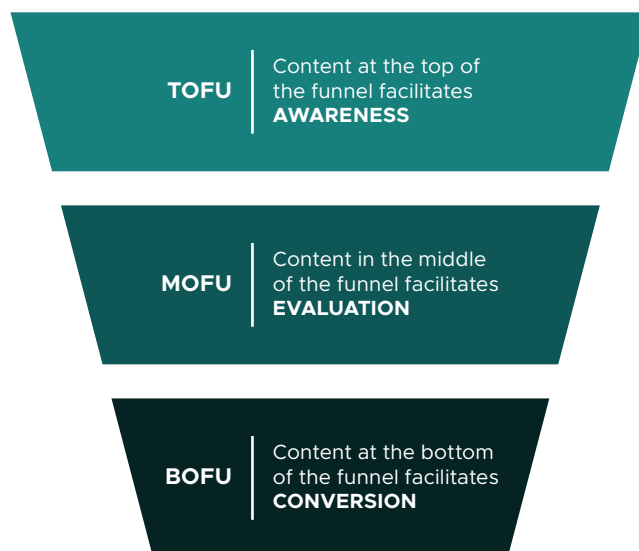 TOFU
Content at the top of
the funnel facilitates
AWARENESS
MOFU
Content in the middle
of the funnel facilitates
EVALUATION
BOFU
Content at the bottom
of the funnel facilitates
CONVERSION